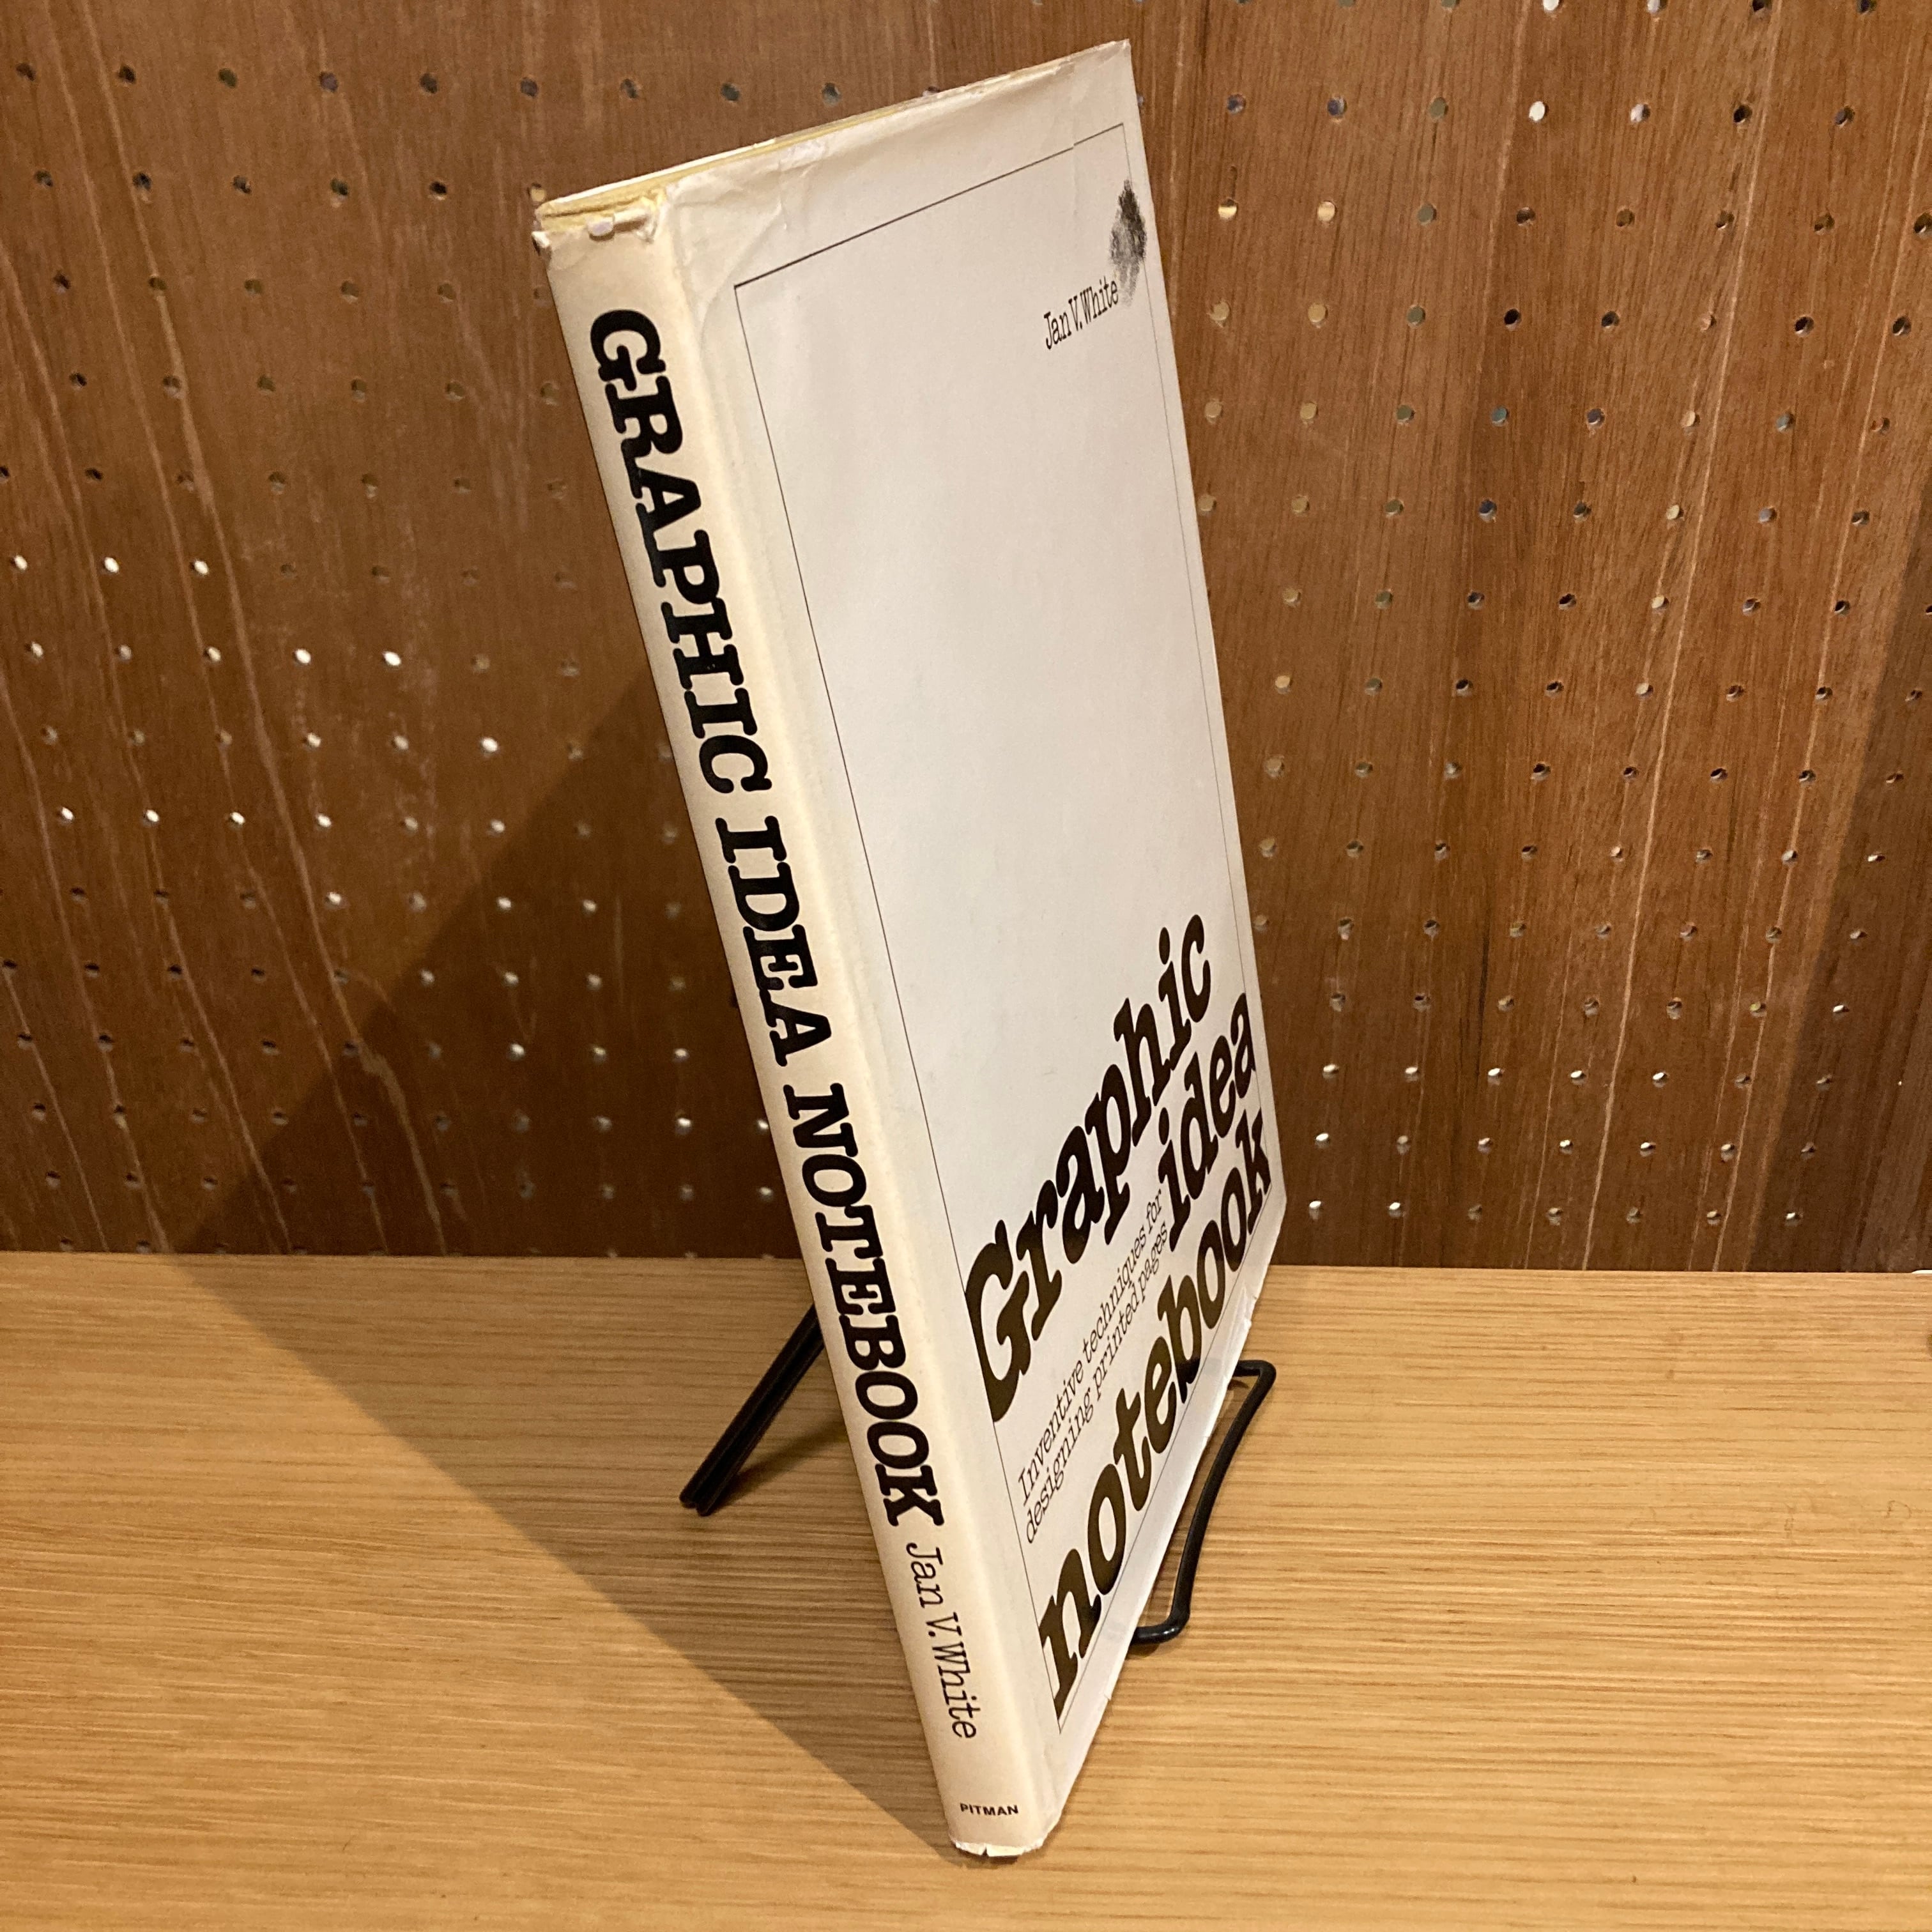 GRAPHIC IDEA NOTEBOOK Jan V. White
PITMAN
Jan V. White
Graphic
Inventive techniques for
designing printed pages
idea
notebook